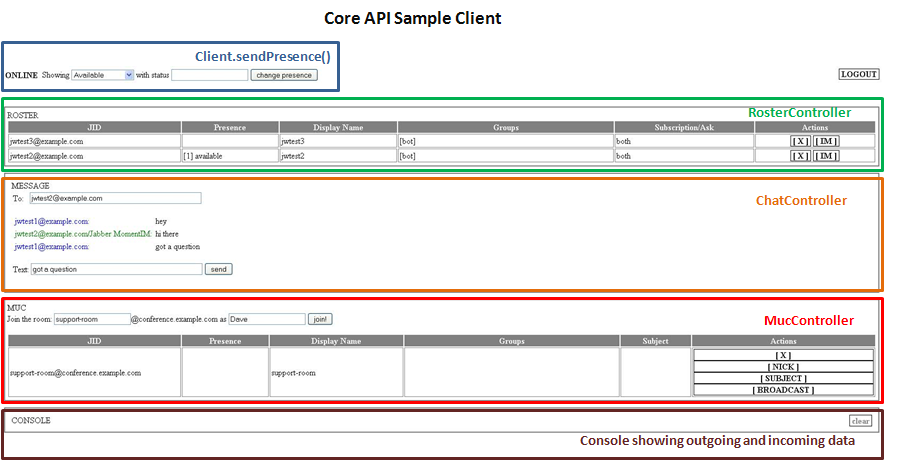 Core API Sample Client
Client.sendPresence()
ONLINE Showing Available with status change presence
LOGOUT
RosterController
ROSTER
JID Presence Display Name Groups Subscription/Ask Actions
jwtest3@example.com jwtest3 [bot] both [ X ] [ IM ]
jwtest2@example.com [1] available jwtest2 [bot] both [ X ] [ IM ]
MESSAGE
To: jwtest2@example.com
ChatController
jwtest1@example.com: hey
jwtest2@example.com/Jabber MomentIM: hi there
jwtest1@example.com: got a question
Text: got a question send
MUC
Join the room: support-room @conference.example.com as Dave join!
MucController
JID Presence Display Name Groups Subject Actions
support-room@conference.example.com support-room
[ X ]
[ NICK ]
[ SUBJECT ]
[ BROADCAST ]
CONSOLE clear
Console showing outgoing and incoming data